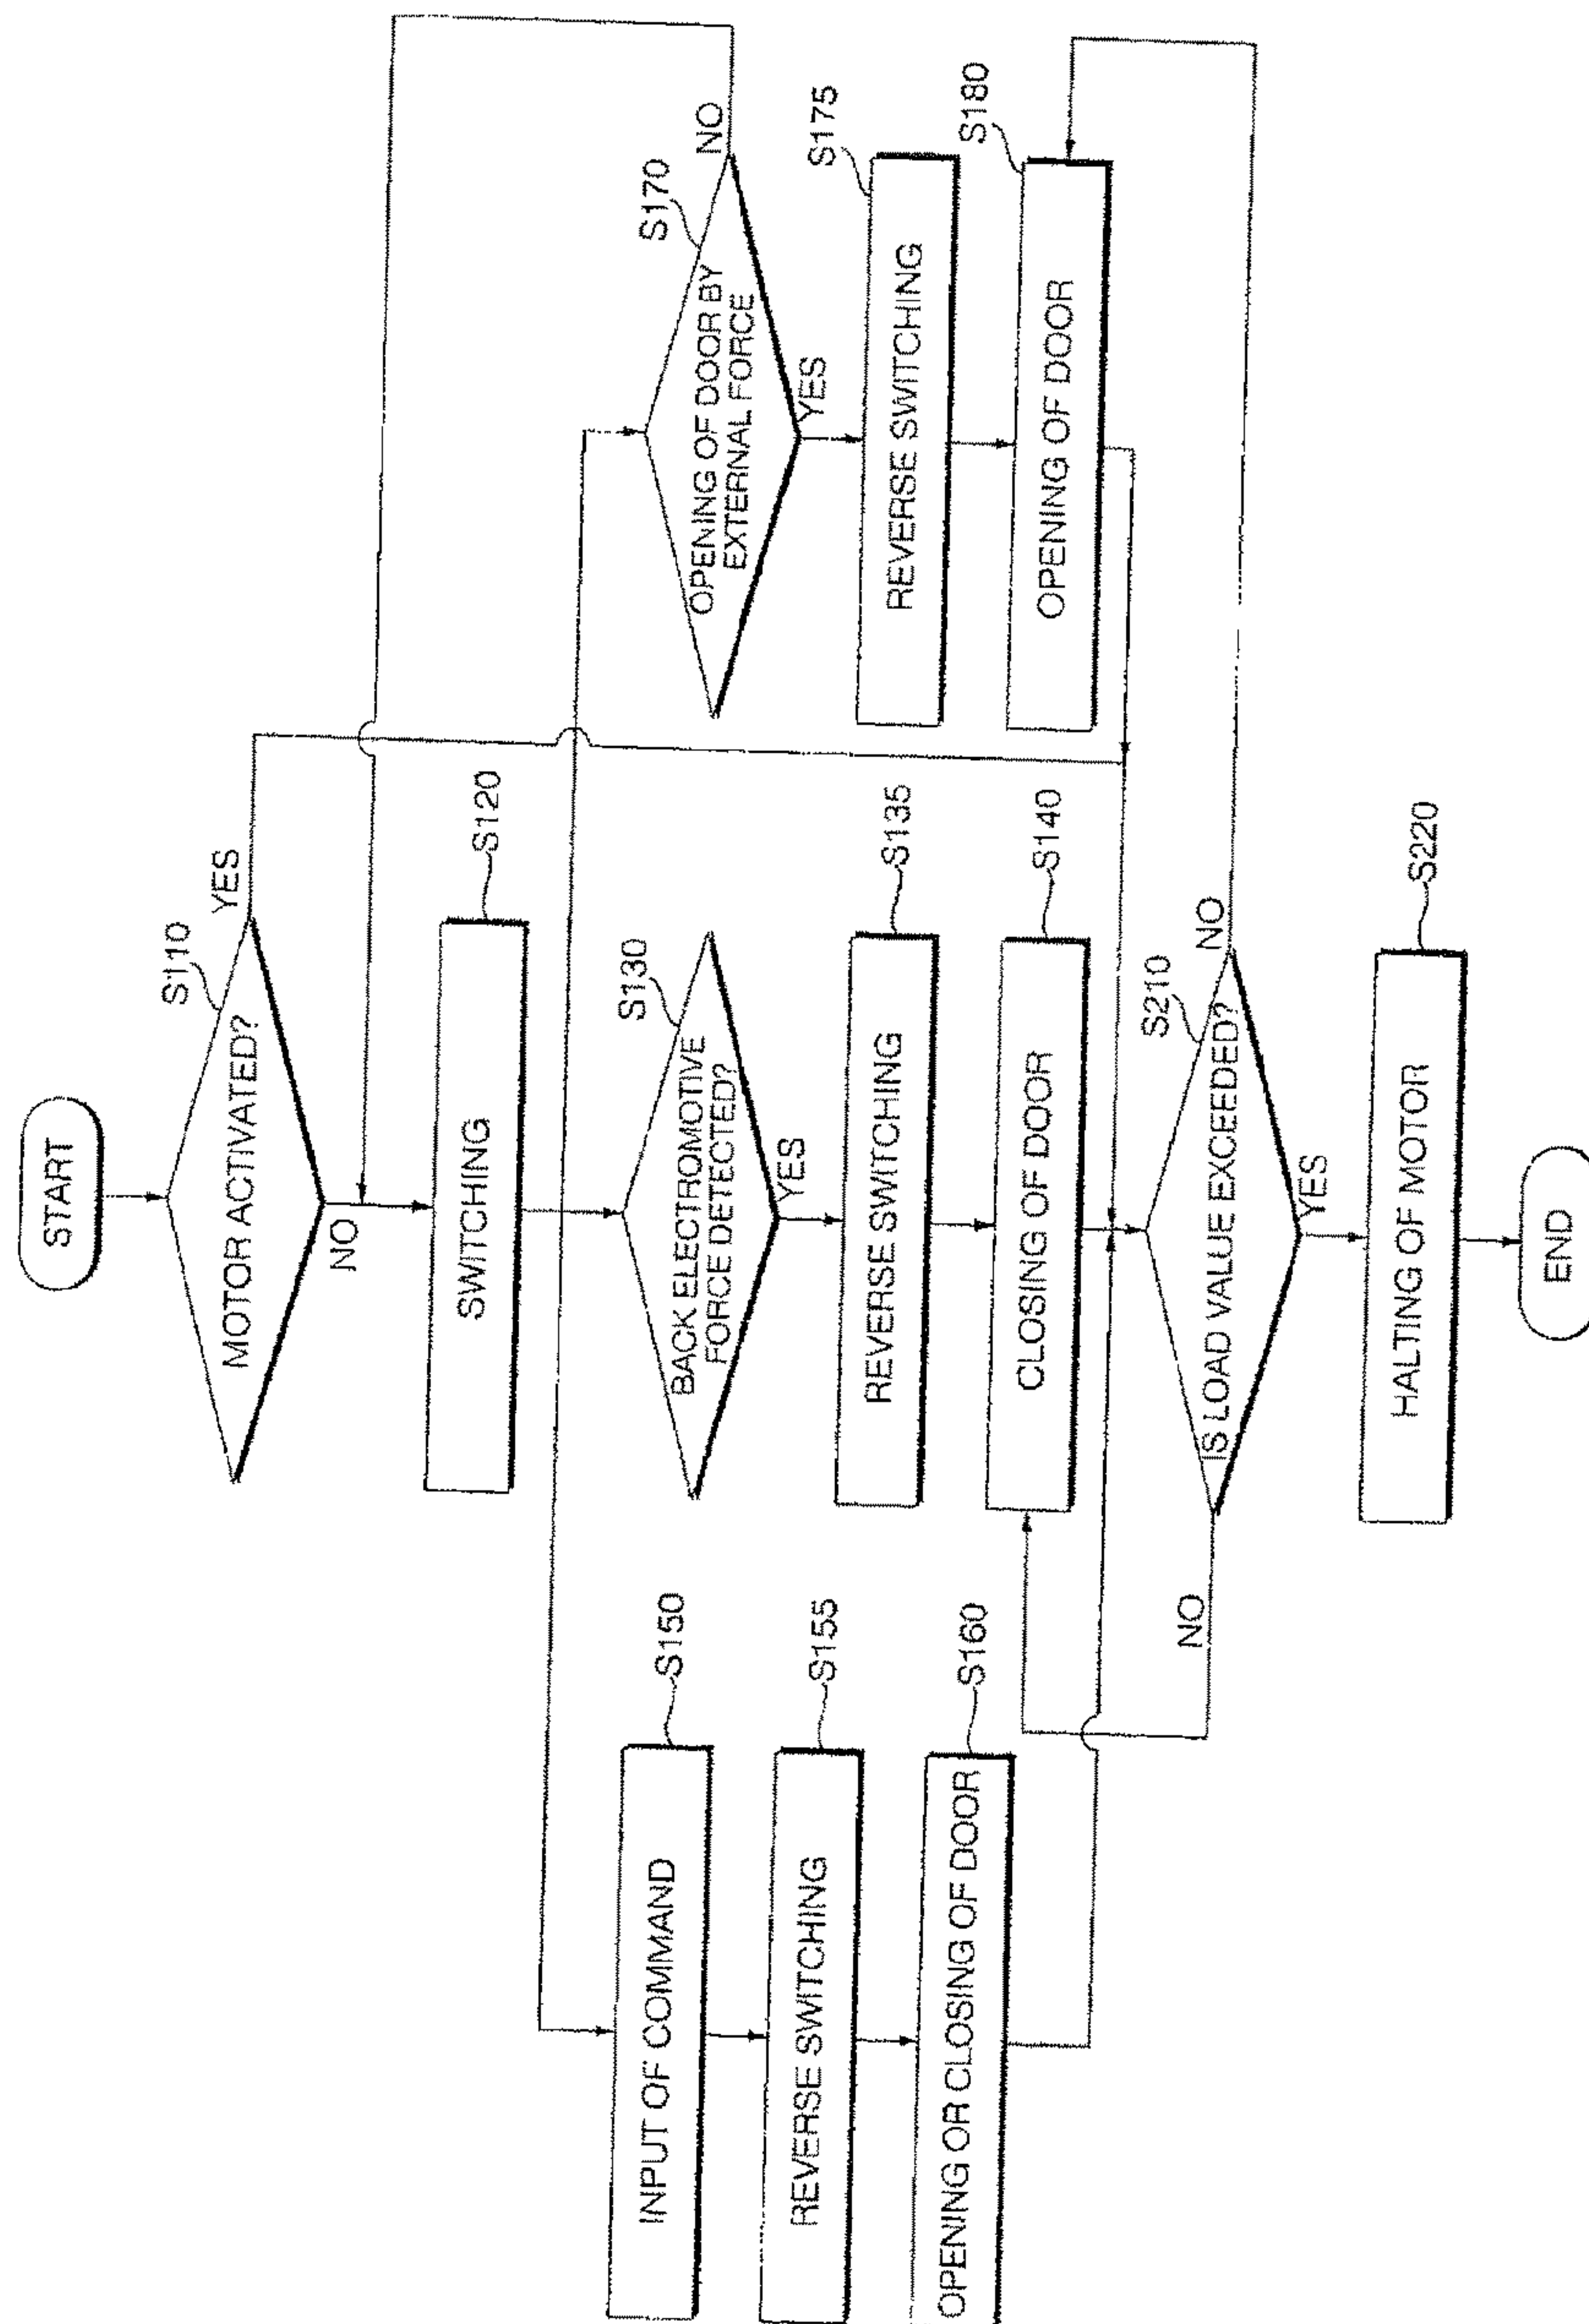 START
S110
MOTOR ACTIVATED?
YES
NO
S120
SWITCHING
S130
BACK ELECTROMOTIVE
FORCE DETECTED?
YES
S135
REVERSE SWITCHING
S140
CLOSING OF DOOR
S150
INPUT OF COMMAND
S155
REVERSE SWITCHING
S160
OPENING OR CLOSING OF DOOR
S170
OPENING OF DOOR BY
EXTERNAL FORCE
NO
YES
S175
REVERSE SWITCHING
S180
OPENING OF DOOR
S210
IS LOAD VALUE EXCEEDED?
NO
NO
YES
S220
HALTING OF MOTOR
END